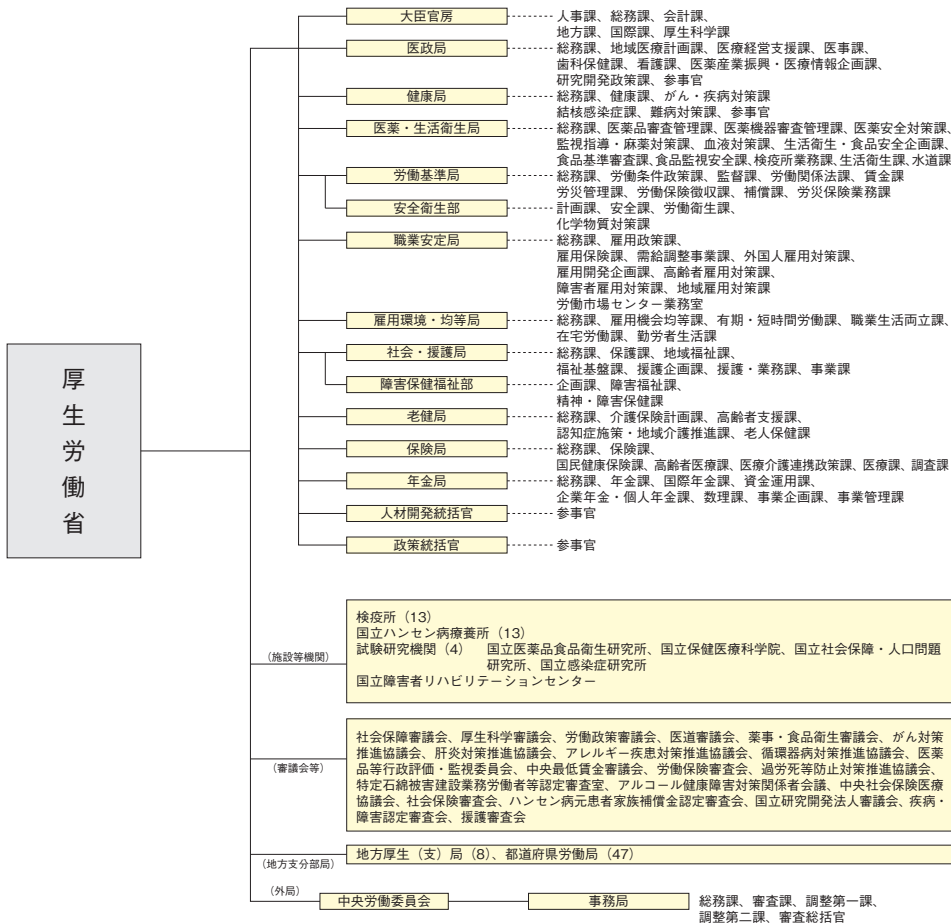 厚生労働省
大臣官房
人事課、総務課、会計課、
地方課、国際課、厚生科学課
医政局
総務課、地域医療計画課、医療経営支援課、医事課、
歯科保健課、看護課、医薬産業振興・医療情報企画課、
研究開発政策課、参事官
健康局
総務課、健康課、がん・疾病対策課
結核感染症課、難病対策課、参事官
医薬・生活衛生局
総務課、医薬品審査管理課、医薬機器審査管理課、医薬安全対策課、
監視指導・麻薬対策課、血液対策課、生活衛生・食品安全企画課、
食品基準審査課、食品監視安全課、検疫所業務課、生活衛生課、水道課
労働基準局
総務課、労働条件政策課、監督課、労働関係法課、賃金課
労災管理課、労働保険徴収課、補償課、労災保険業務課
安全衛生部
計画課、安全課、労働衛生課、
化学物質対策課
職業安定局
総務課、雇用政策課、
雇用保険課、需給調整事業課、外国人雇用対策課、
雇用開発企画課、高齢者雇用対策課、
障害者雇用対策課、地域雇用対策課
労働市場センター業務室
雇用環境・均等局
総務課、雇用機会均等課、有期・短時間労働課、職業生活両立課、
在宅労働課、勤労者生活課
社会・援護局
総務課、保護課、地域福祉課、
福祉基盤課、援護企画課、援護・業務課、事業課
障害保健福祉部
企画課、障害福祉課、
精神・障害保健課
老健局
総務課、介護保険計画課、高齢者支援課、
認知症施策・地域介護推進課、老人保健課
保険局
総務課、保険課、
国民健康保険課、高齢者医療課、医療介護連携政策課、医療課、調査課
年金局
総務課、年金課、国際年金課、資金運用課、
企業年金・個人年金課、数理課、事業企画課、事業管理課
人材開発統括官
参事官
政策統括官
参事官
(施設等機関)
検疫所(13)
国立ハンセン病療養所(13)
試験研究機関(4) 国立医薬品食品衛生研究所、国立保健医療科学院、国立社会保障・人口問題
研究所、国立感染症研究所
国立障害者リハビリテーションセンター
(審議会等)
社会保障審議会、厚生科学審議会、労働政策審議会、医道審議会、薬事・食品衛生審議会、がん対策
推進協議会、肝炎対策推進協議会、アレルギー疾患対策推進協議会、循環器病対策推進協議会、医薬
品等行政評価・監視委員会、中央最低賃金審議会、労働保険審査会、過労死等防止対策推進協議会、
特定石綿被害建設業務労働者等認定審査室、アルコール健康障害対策関係者会議、中央社会保険医療
協議会、社会保険審査会、ハンセン病元患者家族補償金認定審査会、国立研究開発法人審議会、疾病・
障害認定審査会、援護審査会
(地方支分部局)
地方厚生(支)局(8)、都道府県労働局(47)
(外局)
中央労働委員会
事務局
総務課、審査課、調整第一課、
調整第二課、審査総括官